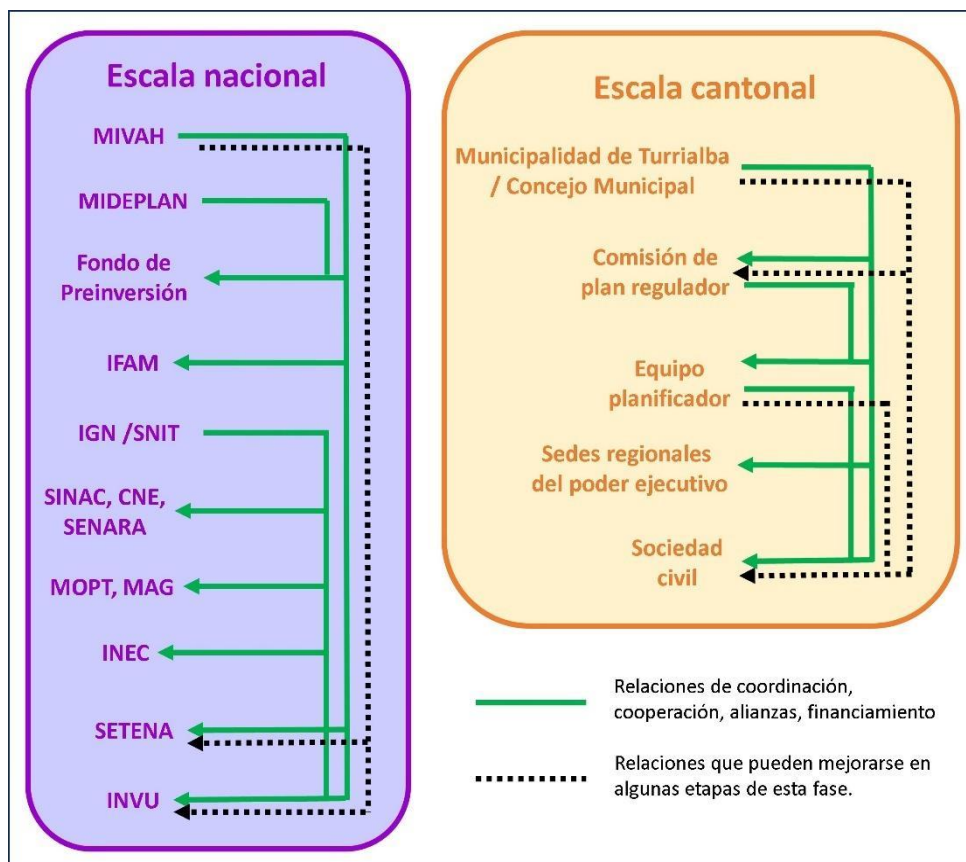 Escala nacional
MIVAH
MIDEPLAN
Fondo de
Preinversión
IFAM
IGN /SNIT
SINAC, CNE,
SENARA
MOPT, MAG
INEC
SETENA
INVU
Escala cantonal
Municipalidad de Turrialba
/ Concejo Municipal
Comisión de
plan regulador
Equipo
planificador
Sedes regionales
del poder ejecutivo
Sociedad
civil
Relaciones de coordinación,
cooperación, alianzas, financiamiento
Relaciones que pueden mejorarse en
algunas etapas de esta fase.